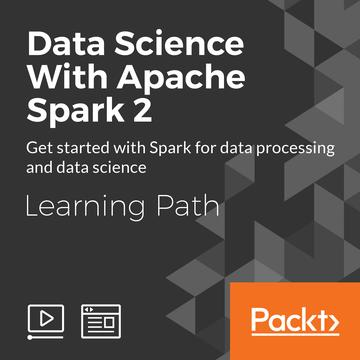 Data Science
With Apache
Spark 2
Get started with Spark for data processing
and data science
Learning Path
Packt>